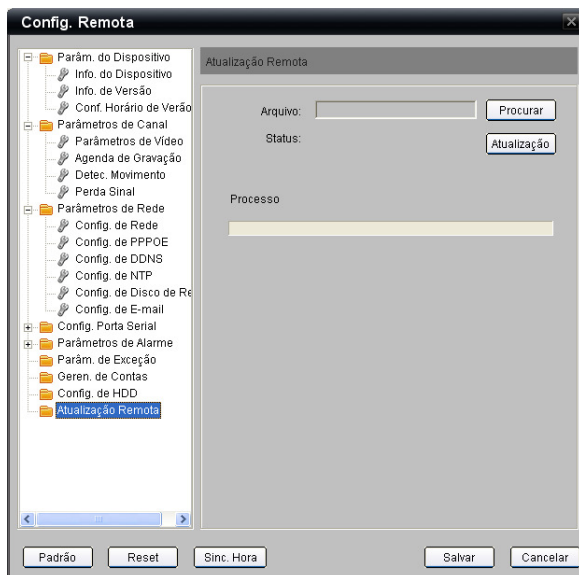 Config. Remota
Parâm. do Dispositivo
Info. do Dispositivo
Info. de Versão
Conf. Horário de Verão
Parâmetros de Canal
Parâmetros de Vídeo
Agenda de Gravação
Detec. Movimento
Perda Sinal
Parâmetros de Rede
Config. de Rede
Config. de PPPOE
Config. de DDNS
Config. de NTP
Config. de Disco de Re
Config. de E-mail
Config. Porta Serial
Parâmetros de Alarme
Parâm. de Exceção
Geren. de Contas
Config. de HDD
Atualização Remota
Atualização Remota
Arquivo: Procurar
Status: Atualização
Processo
Padrão Reset Sinc. Hora Salvar Cancelar